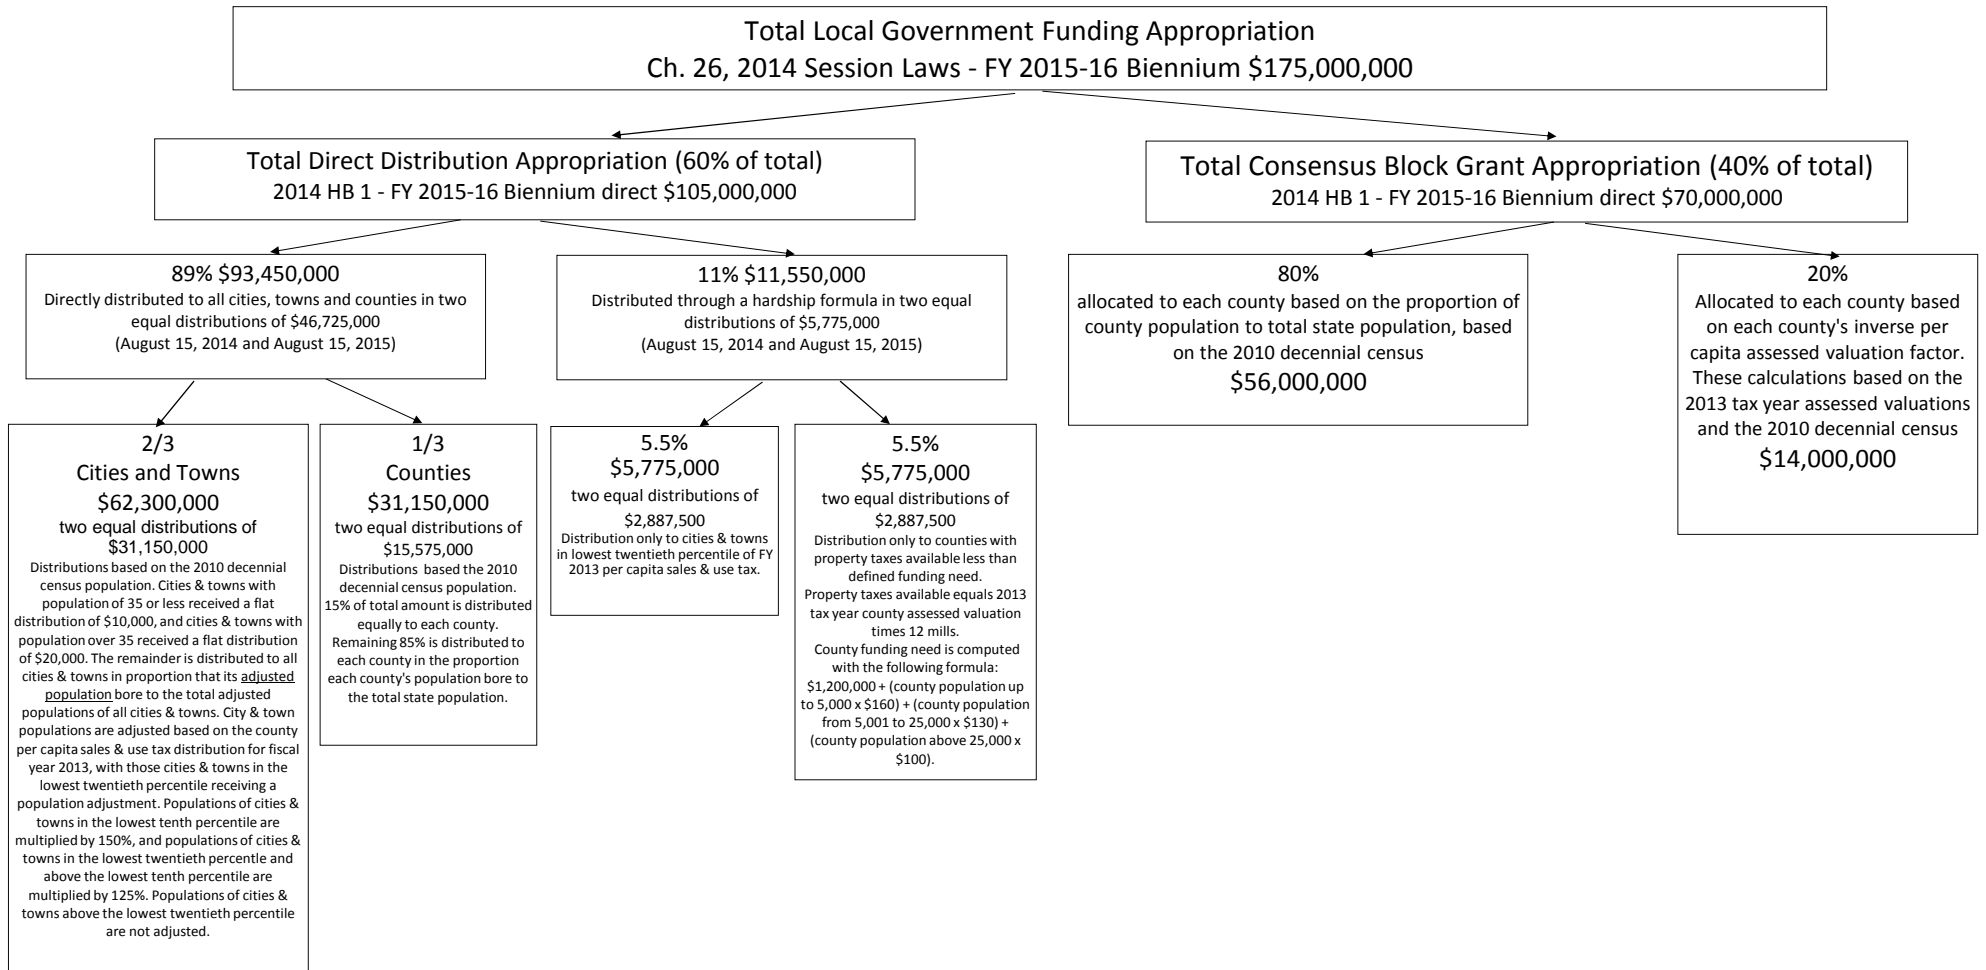 Total Local Government Funding Appropriation
Ch. 26, 2014 Session Laws - FY 2015-16 Biennium $175,000,000
Total Direct Distribution Appropriation (60% of total)
2014 HB 1 - FY 2015-16 Biennium direct $105,000,000
Total Consensus Block Grant Appropriation (40% of total)
2014 HB 1 - FY 2015-16 Biennium direct $70,000,000
89% $93,450,000
Directly distributed to all cities, towns and counties in two
equal distributions of $46,725,000
(August 15, 2014 and August 15, 2015)
11% $11,550,000
Distributed through a hardship formula in two equal
distributions of $5,775,000
(August 15, 2014 and August 15, 2015)
80%
allocated to each county based on the proportion of
county population to total state population, based
on the 2010 decennial census
$56,000,000
20%
Allocated to each county based
on each county's inverse per
capita assessed valuation factor.
These calculations based on the
2013 tax year assessed valuations
and the 2010 decennial census
$14,000,000
2/3
Cities and Towns
$62,300,000
two equal distributions of
$31,150,000
Distributions based on the 2010 decennial
census population. Cities & towns with
population of 35 or less received a flat
distribution of $10,000, and cities & towns with
population over 35 received a flat distribution
of $20,000. The remainder is distributed to all
cities & towns in proportion that its adjusted
population bore to the total adjusted
populations of all cities & towns. City & town
populations are adjusted based on the county
per capita sales & use tax distribution for fiscal
year 2013, with those cities & towns in the
lowest twentieth percentile receiving a
population adjustment. Populations of cities &
towns in the lowest tenth percentile are
multiplied by 150%, and populations of cities &
towns in the lowest twentieth percentle and
above the lowest tenth percentile are
multiplied by 125%. Populations of cities &
towns above the lowest twentieth percentile
are not adjusted.
1/3
Counties
$31,150,000
two equal distributions of
$15,575,000
Distributions based the 2010
decennial census population.
15% of total amount is distributed
equally to each county.
Remaining 85% is distributed to
each county in the proportion
each county's population bore to
the total state population.
5.5%
$5,775,000
two equal distributions of
$2,887,500
Distribution only to cities & towns
in lowest twentieth percentile of FY
2013 per capita sales & use tax.
5.5%
$5,775,000
two equal distributions of
$2,887,500
Distribution only to counties with
property taxes available less than
defined funding need.
Property taxes available equals 2013
tax year county assessed valuation
times 12 mills.
County funding need is computed
with the following formula:
$1,200,000 + (county population up
to 5,000 x $160) + (county population
from 5,001 to 25,000 x $130) +
(county population above 25,000 x
$100).